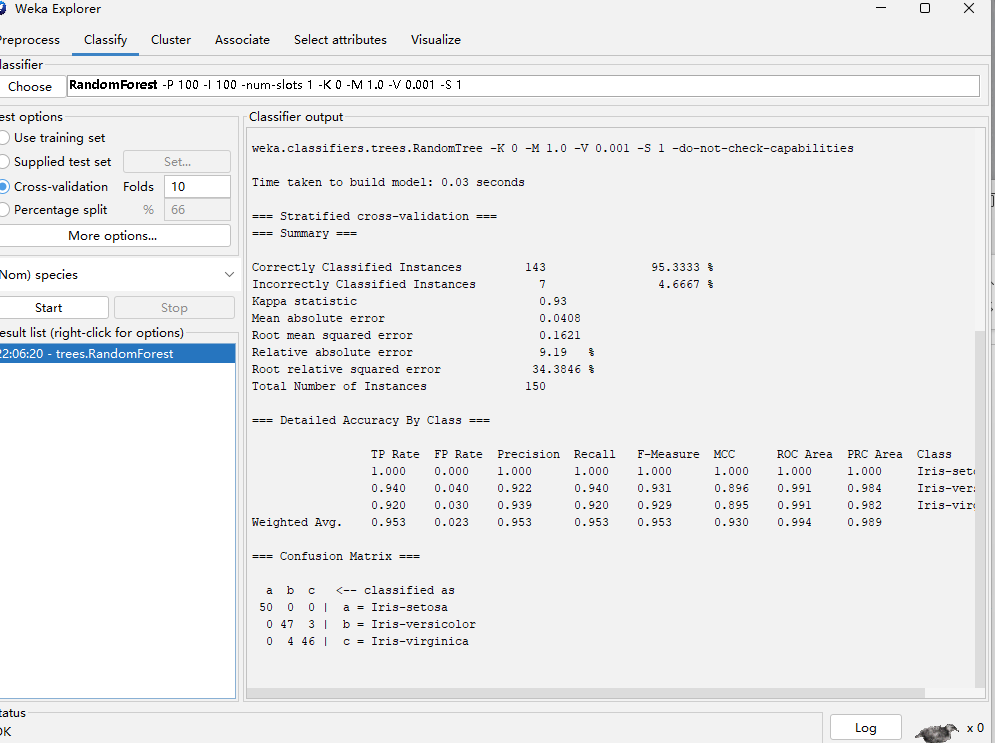 Weka Explorer
Preprocess Classify Cluster Associate Select attributes Visualize
lassifier
Choose RandomForest -P 100 -I 100 -num-slots 1 -K 0 -M 1.0 -V 0.001 -S 1
est options
Use training set
Supplied test set Set...
Cross-validation Folds 10
Percentage split % 66
More options...
Nom) species
Start Stop
esult list (right-click for options)
22:06:20 - trees.RandomForest
Classifier output
weka.classifiers.trees.RandomTree -K 0 -M 1.0 -V 0.001 -S 1 -do-not-check-capabilities
Time taken to build model: 0.03 seconds
=== Stratified cross-validation ===
=== Summary ===
Correctly Classified Instances 143 95.3333 %
Incorrectly Classified Instances 7 4.6667 %
Kappa statistic 0.93
Mean absolute error 0.0408
Root mean squared error 0.1621
Relative absolute error 9.19 %
Root relative squared error 34.3846 %
Total Number of Instances 150
=== Detailed Accuracy By Class ===
TP Rate FP Rate Precision Recall F-Measure MCC ROC Area PRC Area Class
1.000 0.000 1.000 1.000 1.000 1.000 1.000 1.000 Iris-seto
0.940 0.040 0.922 0.940 0.931 0.896 0.991 0.984 Iris-vers
0.920 0.030 0.939 0.920 0.929 0.895 0.991 0.982 Iris-virg
Weighted Avg. 0.953 0.023 0.953 0.953 0.953 0.930 0.994 0.989
=== Confusion Matrix ===
a b c <-- classified as
50 0 0 | a = Iris-setosa
0 47 3 | b = Iris-versicolor
0 4 46 | c = Iris-virginica
tatus
OK
Log
x 0